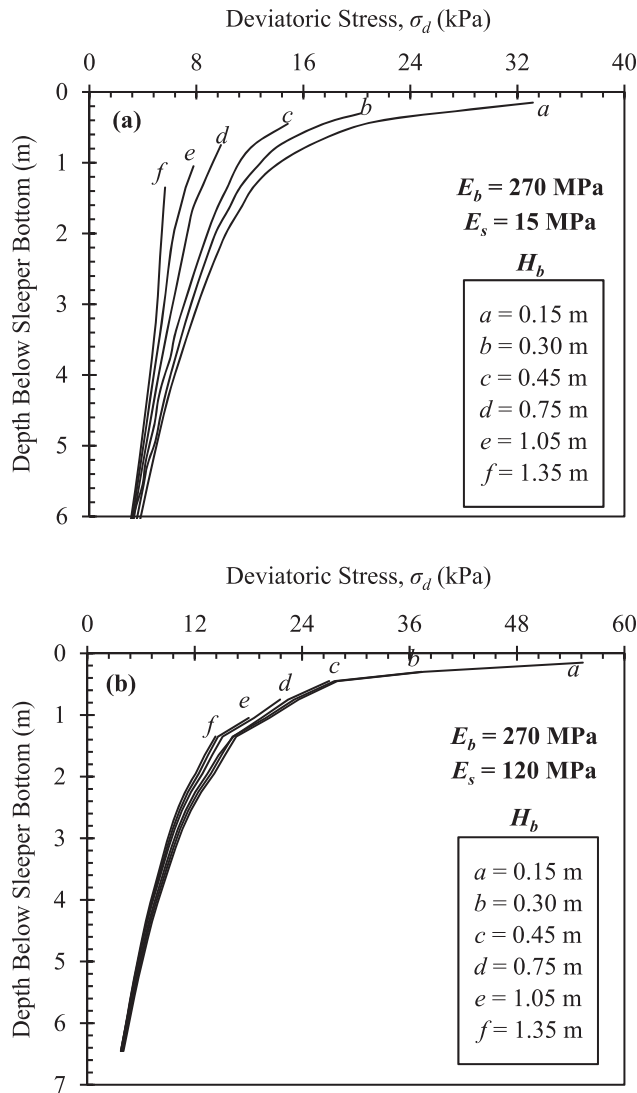 Deviatoric Stress, σd (kPa)
0 8 16 24 32 40
0
1
2
3
4
5
6
Depth Below Sleeper Bottom (m)
(a)
a
b
c
d
e
f
Eb = 270 MPa
Es = 15 MPa
Hb
a = 0.15 m
b = 0.30 m
c = 0.45 m
d = 0.75 m
e = 1.05 m
f = 1.35 m
Deviatoric Stress, σd (kPa)
0 12 24 36 48 60
0
1
2
3
4
5
6
7
Depth Below Sleeper Bottom (m)
(b)
a
b
c
d
e
f
Eb = 270 MPa
Es = 120 MPa
Hb
a = 0.15 m
b = 0.30 m
c = 0.45 m
d = 0.75 m
e = 1.05 m
f = 1.35 m